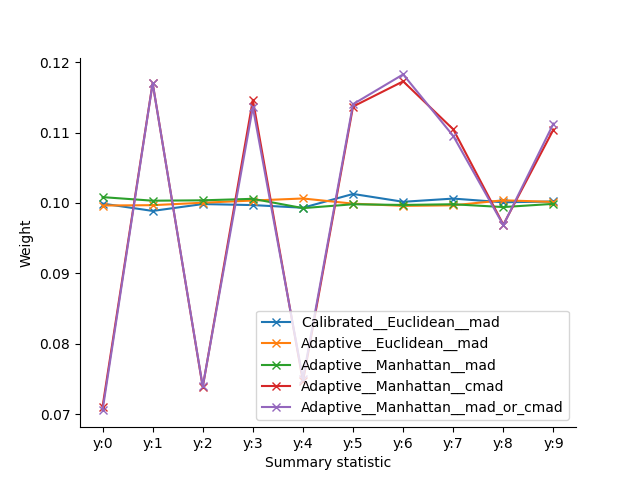 0.12
0.11
0.10
0.09
0.08
0.07
Weight
Calibrated__Euclidean__mad
Adaptive__Euclidean__mad
Adaptive__Manhattan__mad
Adaptive__Manhattan__cmad
Adaptive__Manhattan__mad_or_cmad
y:0 y:1 y:2 y:3 y:4 y:5 y:6 y:7 y:8 y:9
Summary statistic